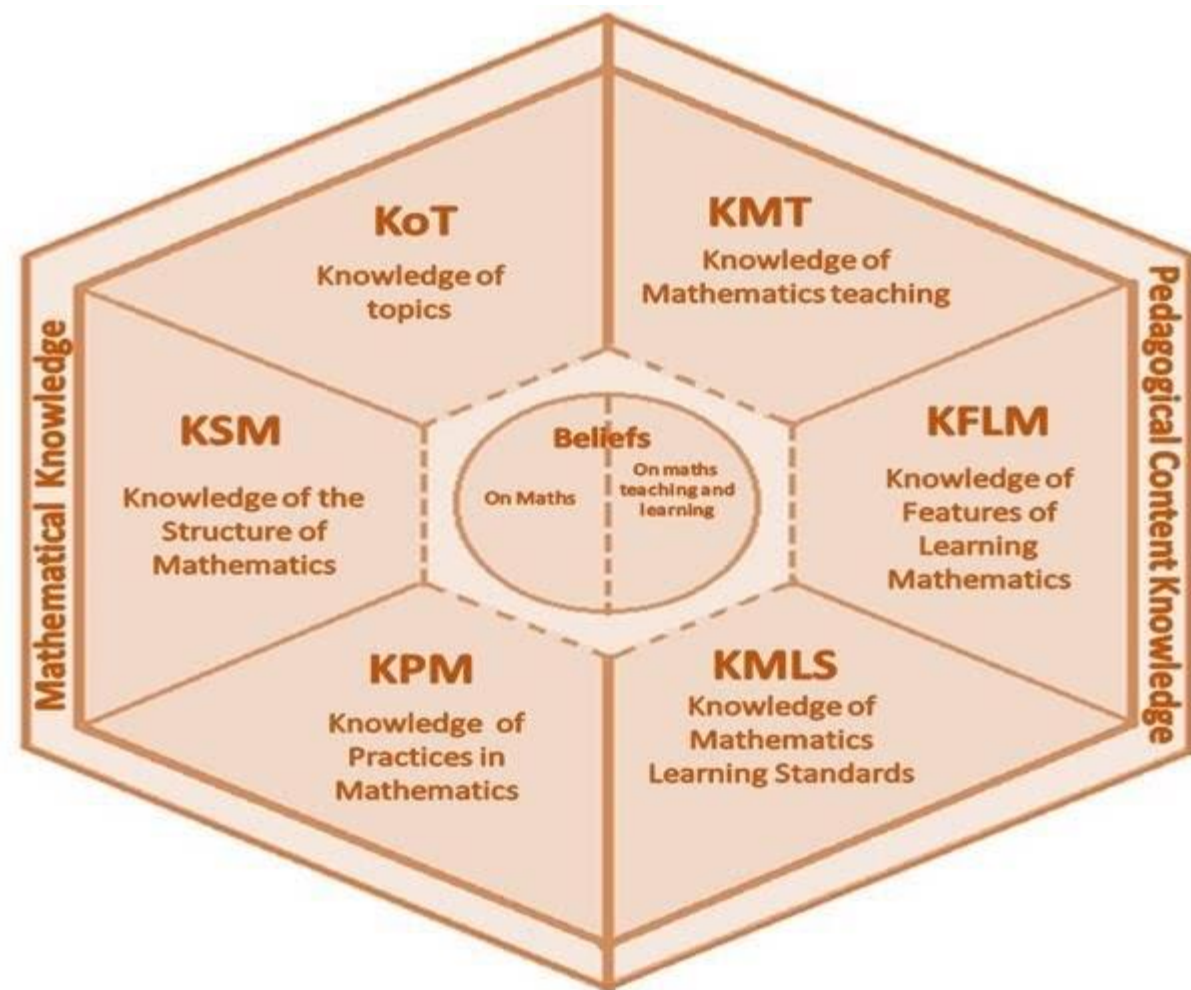 KoT
Knowledge of
topics
KMT
Knowledge of
Mathematics teaching
Mathematical Knowledge
KSM
Knowledge of the
Structure of
Mathematics
Beliefs
On Maths
On maths
teaching and
learning
KFLM
Knowledge of
Features of
Learning
Mathematics
Pedagogical Content Knowledge
KPM
Knowledge of
Practices in
Mathematics
KMLS
Knowledge of
Mathematics
Learning Standards